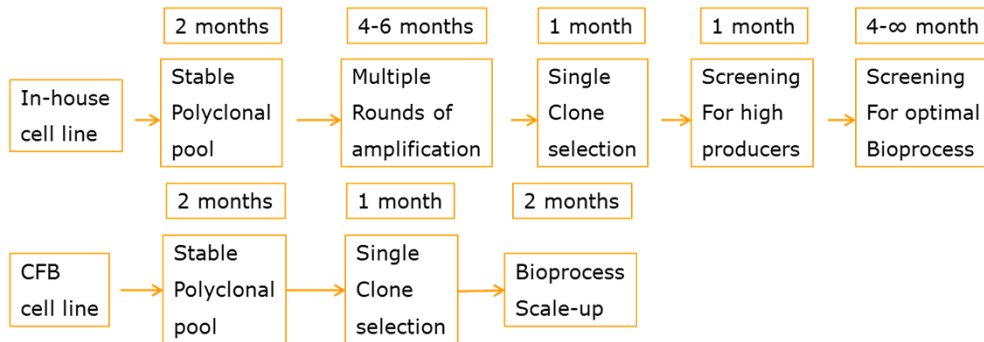 2 months
4-6 months
1 month
1 month
4-∞ month
In-house
cell line
Stable
Polyclonal
pool
Multiple
Rounds of
amplification
Single
Clone
selection
Screening
For high
producers
Screening
For optimal
Bioprocess
2 months
1 month
2 months
CFB
cell line
Stable
Polyclonal
pool
Single
Clone
selection
Bioprocess
Scale-up